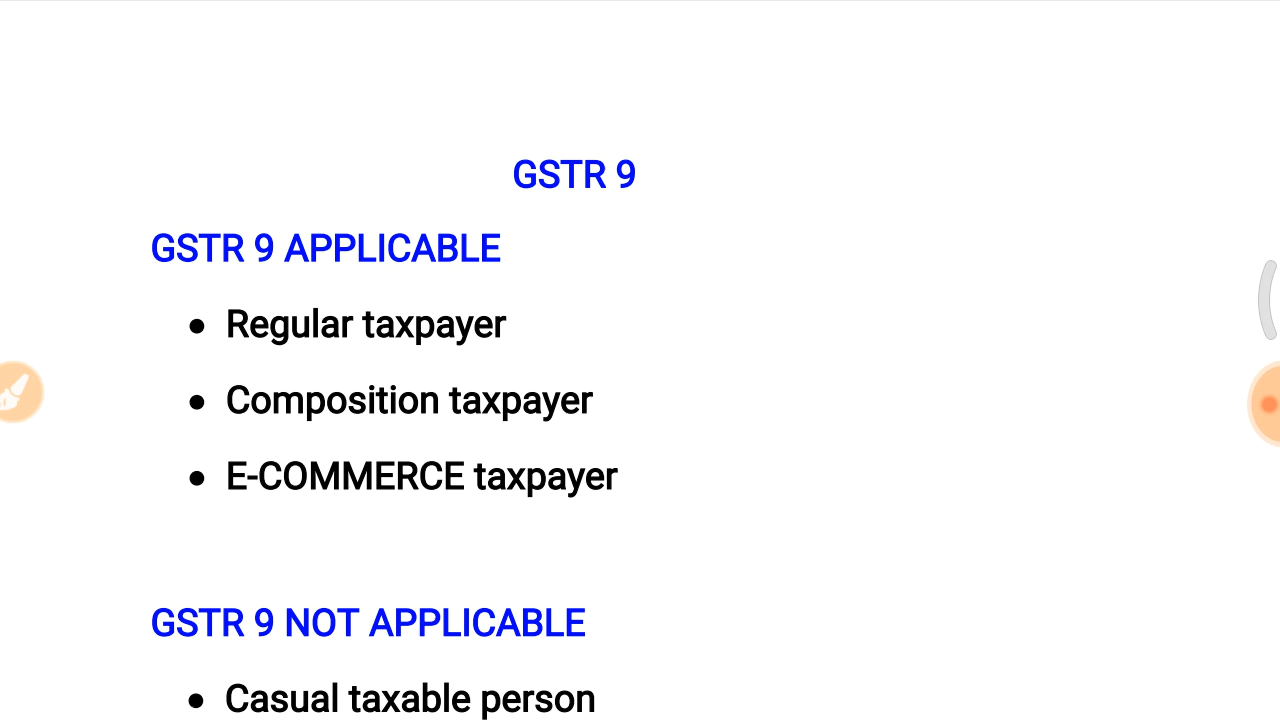 GSTR 9
GSTR 9 APPLICABLE
● Regular taxpayer
● Composition taxpayer
● E-COMMERCE taxpayer
GSTR 9 NOT APPLICABLE
● Casual taxable person